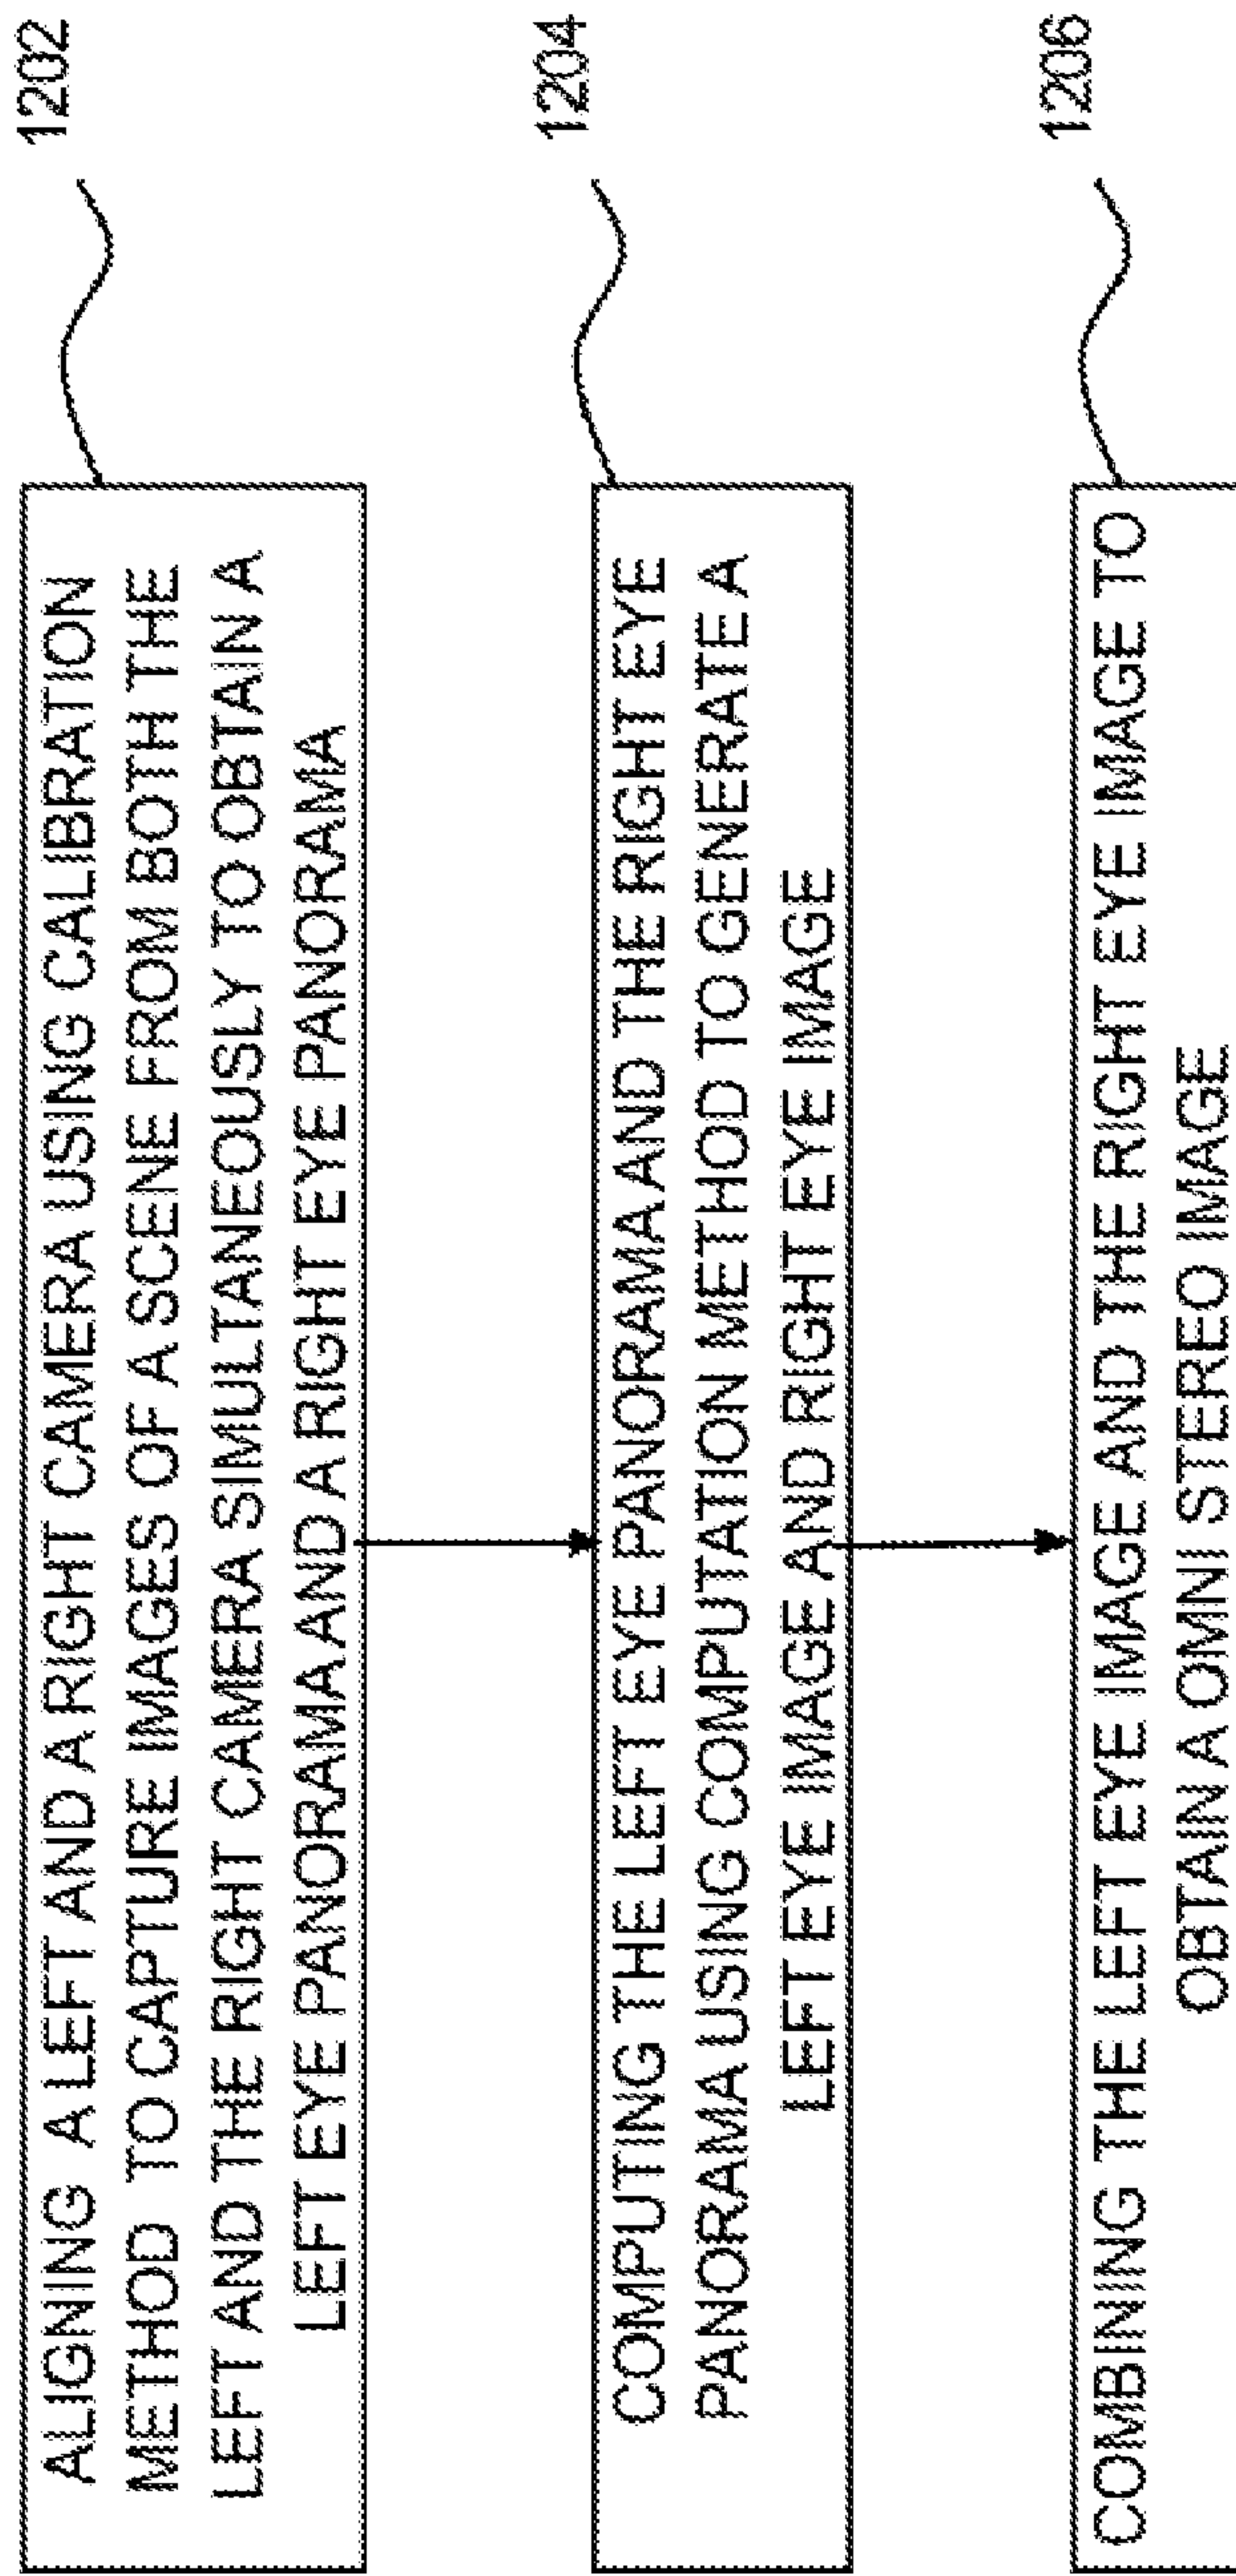 ALIGNING A LEFT AND A RIGHT CAMERA USING CALIBRATION
METHOD TO CAPTURE IMAGES OF A SCENE FROM BOTH THE
LEFT AND THE RIGHT CAMERA SIMULTANEOUSLY TO OBTAIN A
LEFT EYE PANORAMA AND A RIGHT EYE PANORAMA
1202
COMPUTING THE LEFT EYE PANORAMA AND THE RIGHT EYE
PANORAMA USING COMPUTATION METHOD TO GENERATE A
LEFT EYE IMAGE AND RIGHT EYE IMAGE
1204
COMBINING THE LEFT EYE IMAGE AND THE RIGHT EYE IMAGE TO
OBTAIN A OMNI STEREO IMAGE
1206